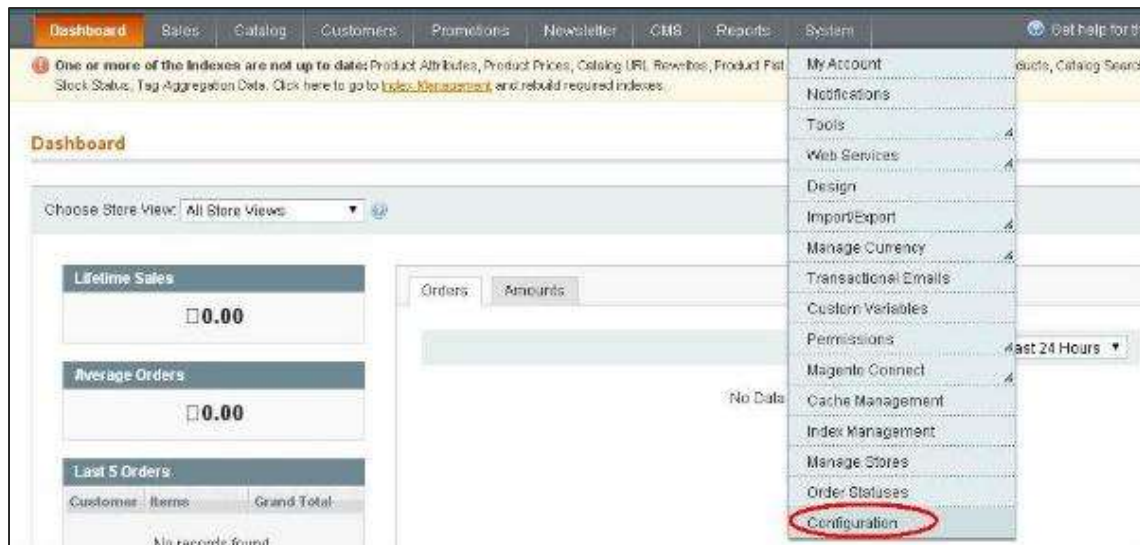 Dashboard Sales Catalog Customers Promotions Newsletter CMS Reports System Get help for
One or more of the Indexes are not up to date: Product Attributes, Product Prices, Catalog URL Rewrites, Product Catalog Search
Stock Status, Tag Aggregation Data. Click here to go to Index Management and rebuild required indexes.
My Account
Notifications
Tools
Web Services
Design
Import/Export
Manage Currency
Transactional Emails
Custom Variables
Permissions
Magento Connect
Cache Management
Index Management
Manage Stores
Order Statuses
Configuration
Dashboard
Choose Store View: All Store Views
Lifetime Sales
0.00
Average Orders
0.00
Last 5 Orders
Customer Items Grand Total
No records found
Orders Amounts
ast 24 Hours
No Data